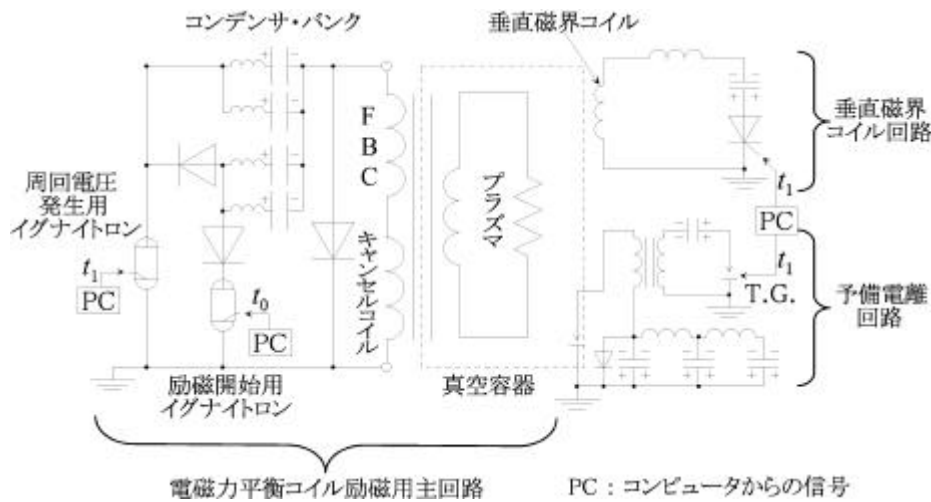 コンデンサ・バンク
垂直磁界コイル
FBC
キャンセルコイル
プラズマ
垂直磁界
コイル回路
周回電圧
発生用
イグナイトロン
t1
PC
t0
PC
t1
PC
t1
T.G.
予備電離
回路
励磁開始用
イグナイトロン
真空容器
電磁力平衡コイル励磁用主回路
PC：コンピュータからの信号